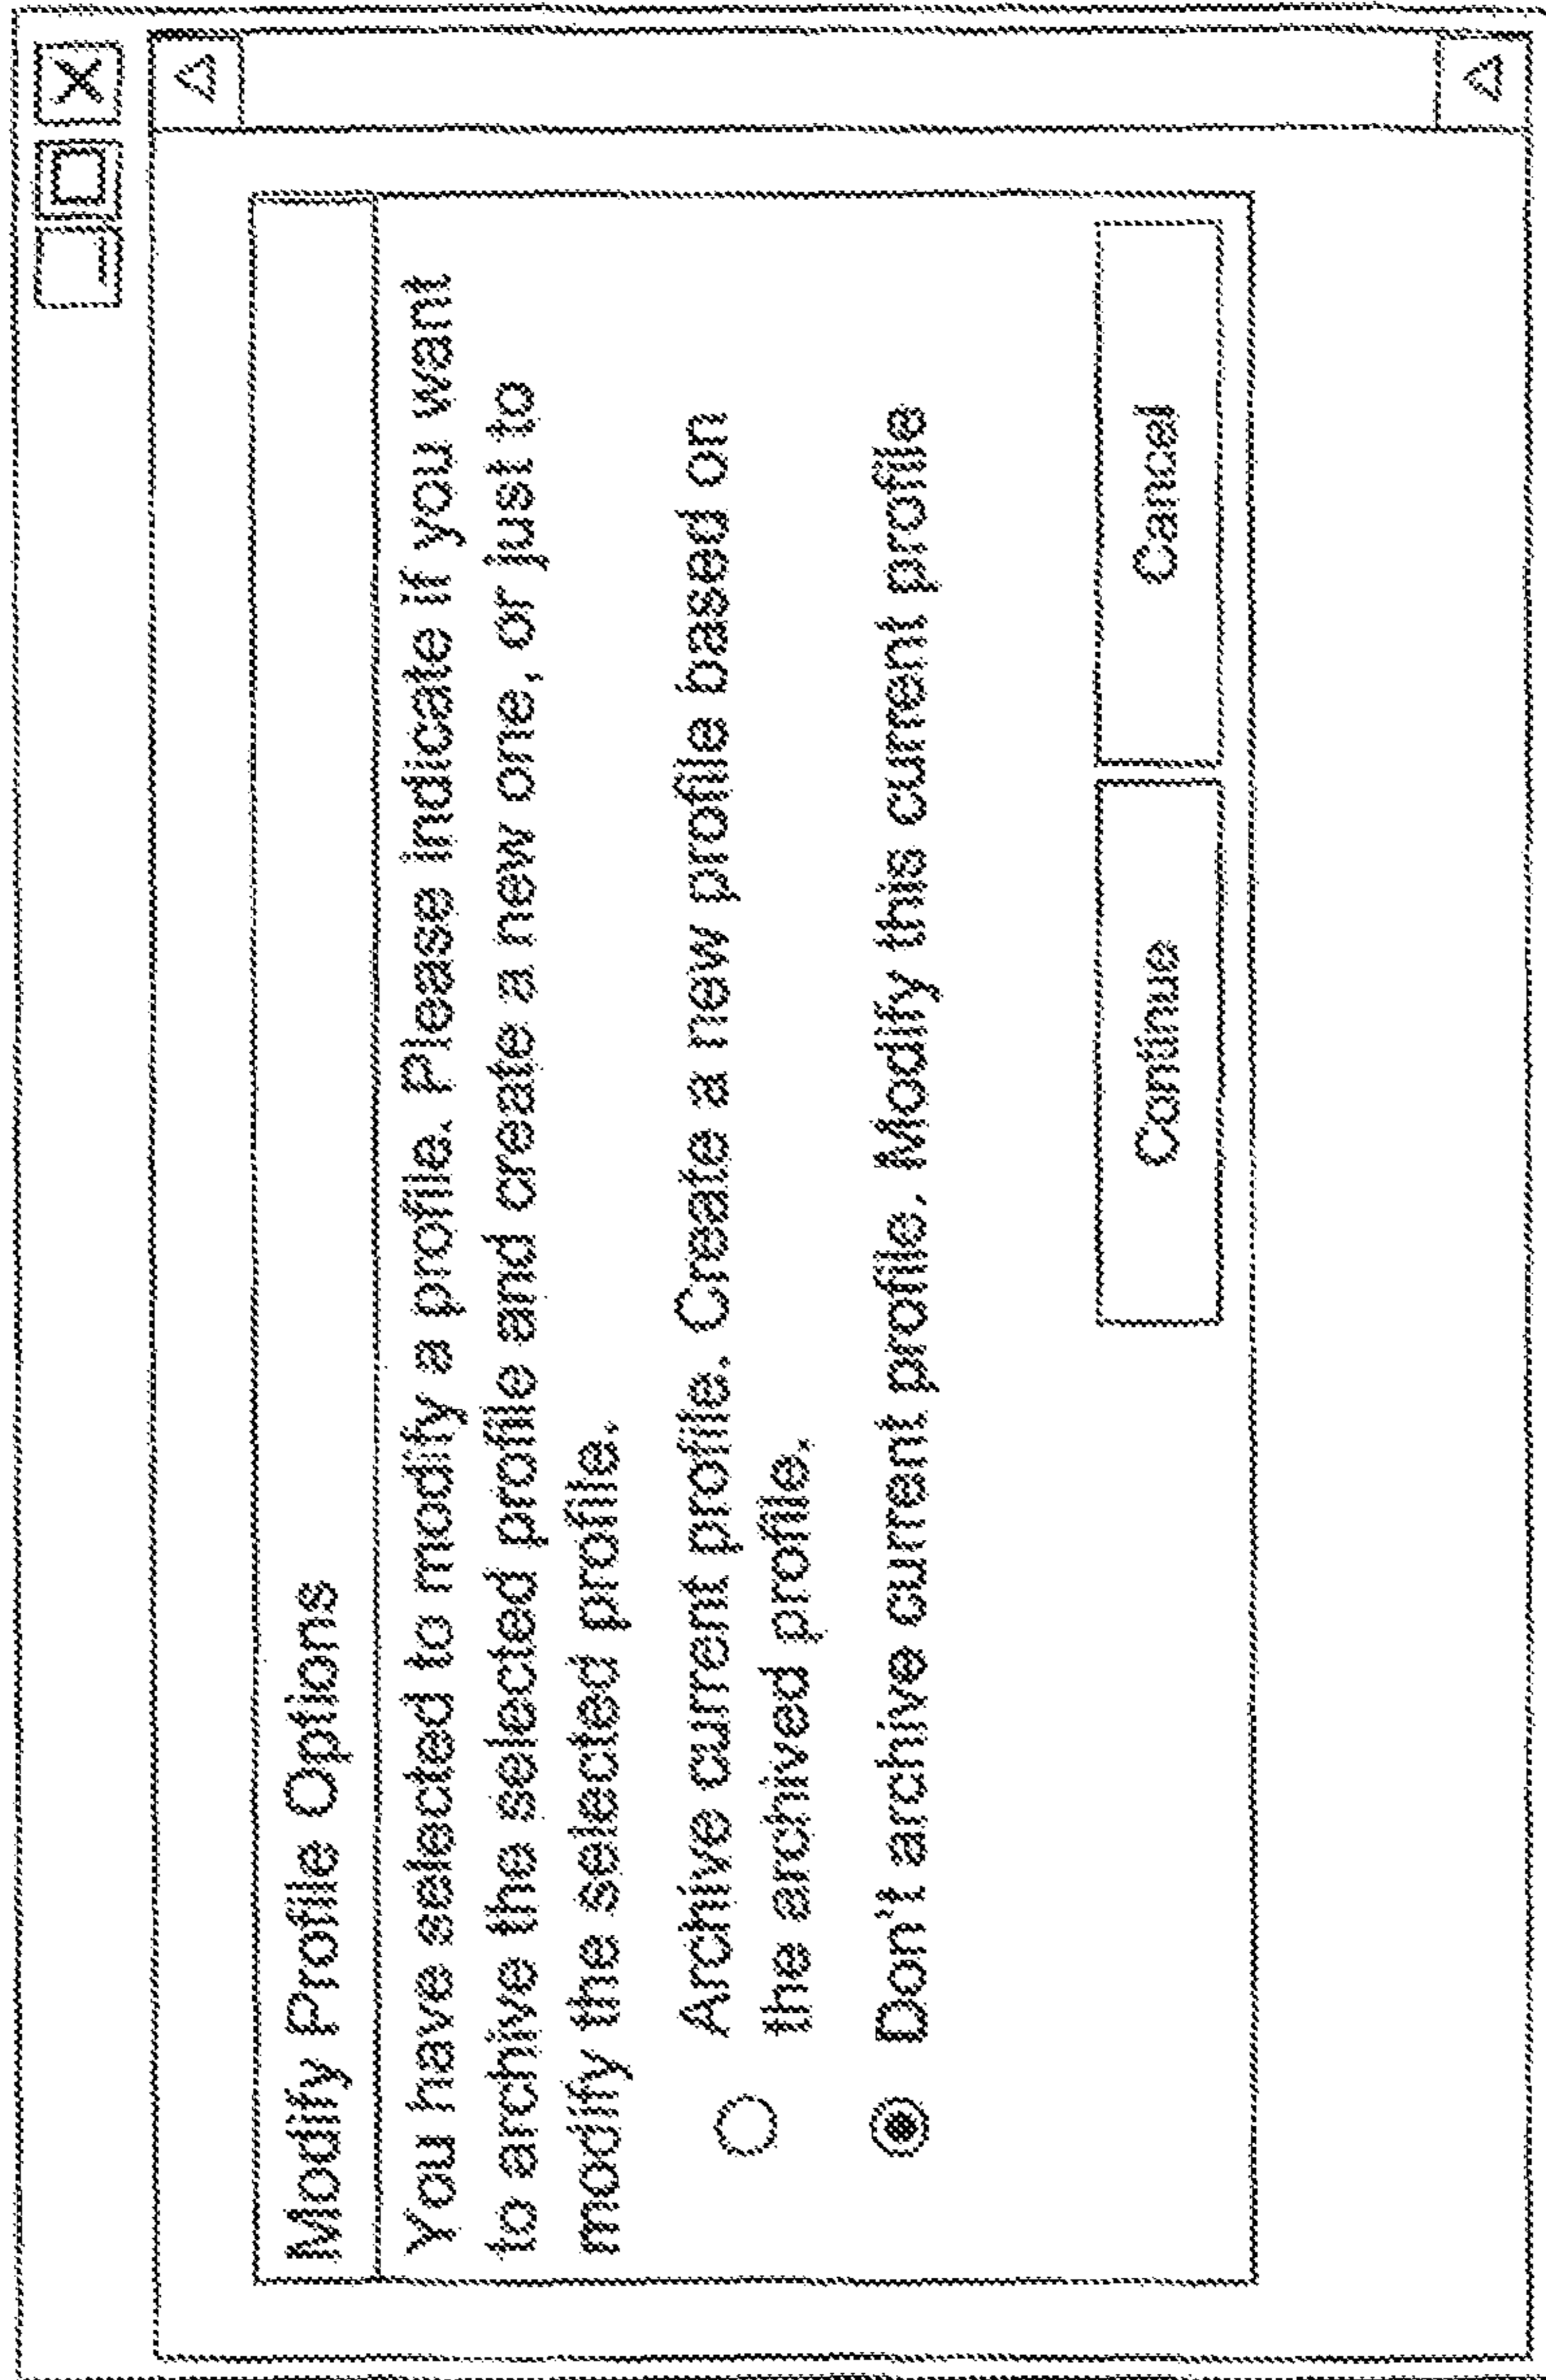 Modify Profile Options
You have selected to modify a profile. Please indicate if you want
to archive the selected profile and create a new one, or just to
modify the selected profile.
Archive current profile. Create a new profile based on
the archived profile.
Don't archive current profile. Modify this current profile
Continue
Cancel